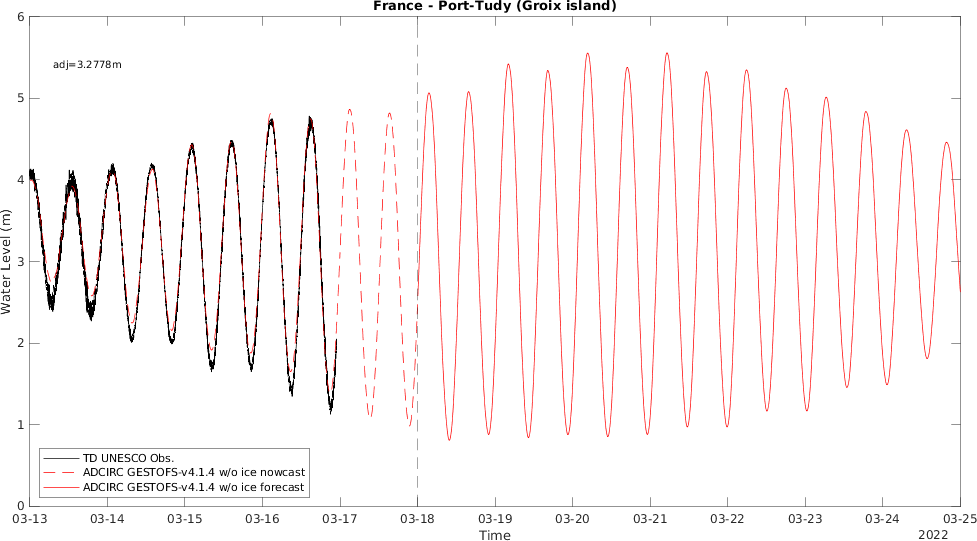 France - Port-Tudy (Groix island)
6
adj=3.2778m
5
4
3
2
1
0
Water Level (m)
TD UNESCO Obs.
ADCIRC GESTOFS-v4.1.4 w/o ice nowcast
ADCIRC GESTOFS-v4.1.4 w/o ice forecast
03-13 03-14 03-15 03-16 03-17 03-18 03-19 03-20 03-21 03-22 03-23 03-24 03-25
Time
2022